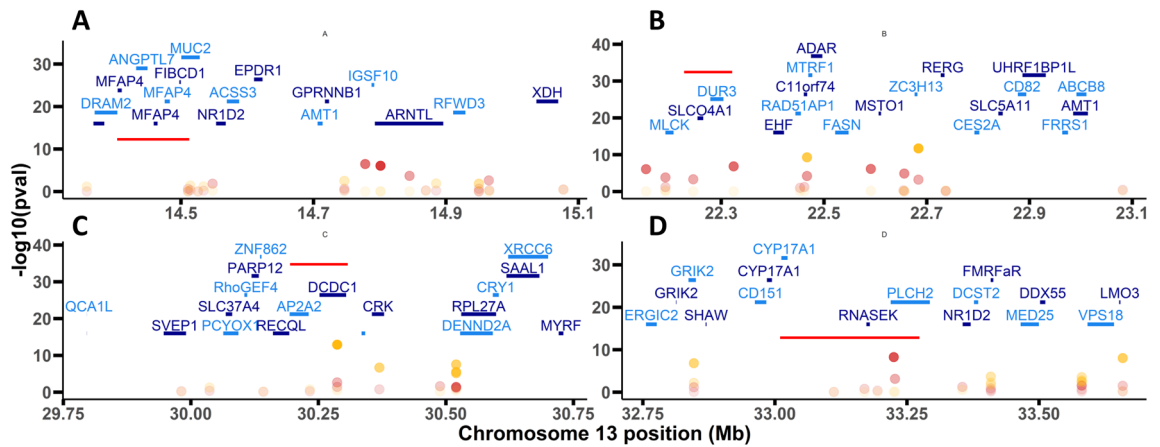 A
A
MUC2
ANGPTL7
FIBCD1
EPDR1
IGSF10
MFAP4
MFAP4
ACSS3
GPRNNB1
XDH
DRAM2
MFAP4
NR1D2
AMT1
ARNTL
RFWD3
30
20
10
0
14.5
14.7
14.9
15.1
B
B
ADAR
MTRF1
RERG
UHRF1BP1L
C11orf74
ZC3H13
CD82
ABCB8
DUR3
SLCO4A1
RAD51AP1
MSTO1
SLC5A11
AMT1
MLCK
EHF
FASN
CES2A
FRRS1
40
30
20
10
0
22.3
22.5
22.7
22.9
23.1
-log10(pval)
C
C
ZNF862
XRCC6
PARP12
SAAL1
RhoGEF4
DCDC1
CRY1
QCA1L
SLC37A4
AP2A2
CRK
RPL27A
SVEP1
PCYOX1
RECQL
DENND2A
MYRF
40
30
20
10
0
29.75
30.00
30.25
30.50
30.75
D
D
CYP17A1
GRIK2
CYP17A1
FMRFaR
GRIK2
CD151
PLCH2
DCST2
DDX55
LMO3
ERGIC2
SHAW
RNASEK
NR1D2
MED25
VPS18
30
20
10
0
32.75
33.00
33.25
33.50
Chromosome 13 position (Mb)